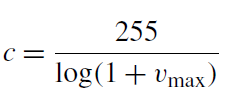 c = 255 / log(1 + v_max)